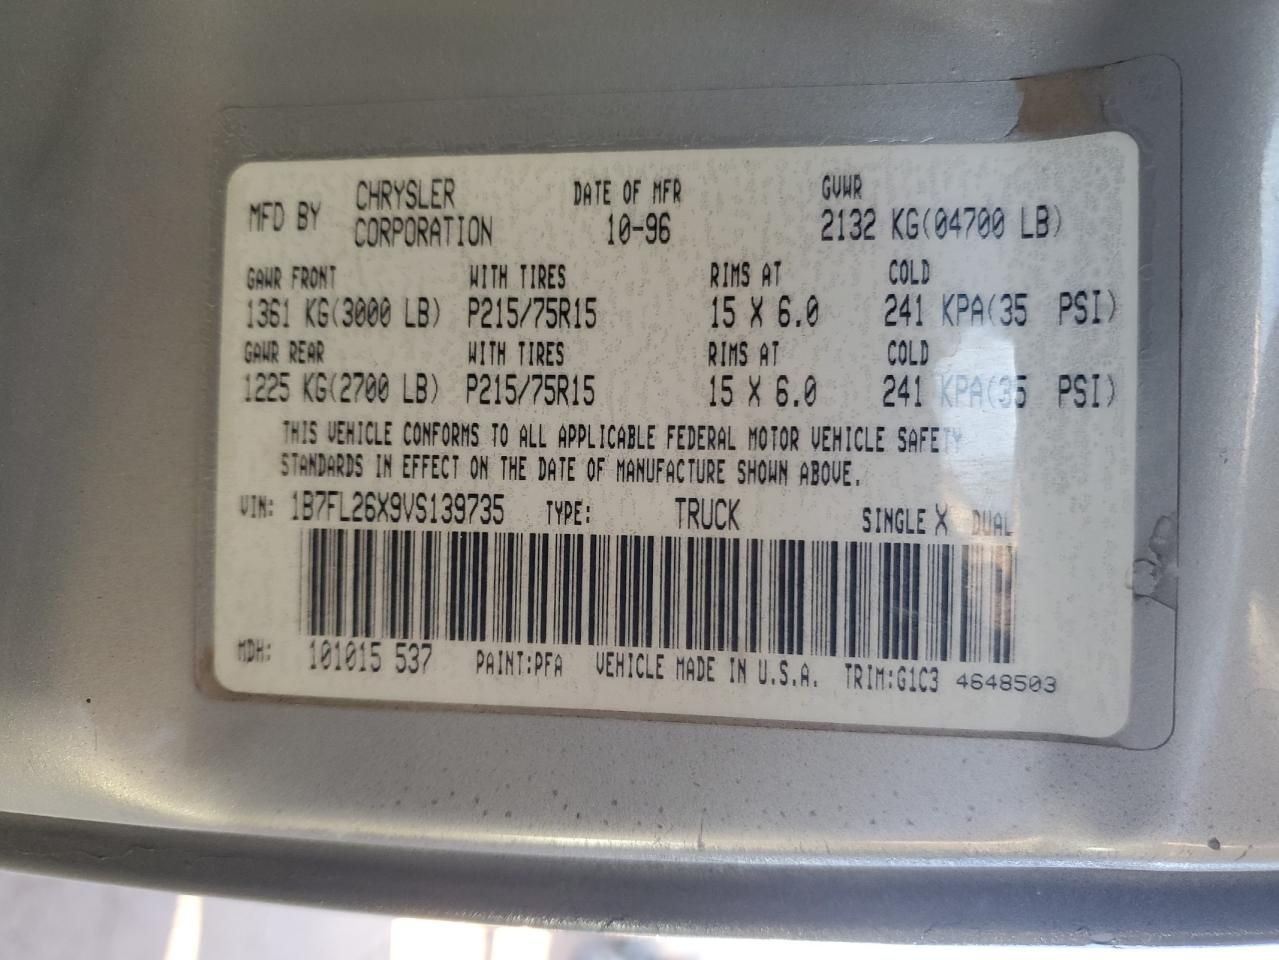 MFD BY CHRYSLER CORPORATION DATE OF MFR 10-96 GVWR 2132 KG(04700 LB)
GAWR FRONT WITH TIRES RIMS AT COLD
1361 KG(3000 LB) P215/75R15 15 X 6.0 241 KPA(35 PSI)
GAWR REAR WITH TIRES RIMS AT COLD
1225 KG(2700 LB) P215/75R15 15 X 6.0 241 KPA(35 PSI)
THIS VEHICLE CONFORMS TO ALL APPLICABLE FEDERAL MOTOR VEHICLE SAFETY
STANDARDS IN EFFECT ON THE DATE OF MANUFACTURE SHOWN ABOVE.
VIN: 1B7FL26X9VS139735 TYPE: TRUCK SINGLE X DUAL
MDH: 101015 537 PAINT:PFA VEHICLE MADE IN U.S.A. TRIM:G1C3 4648503